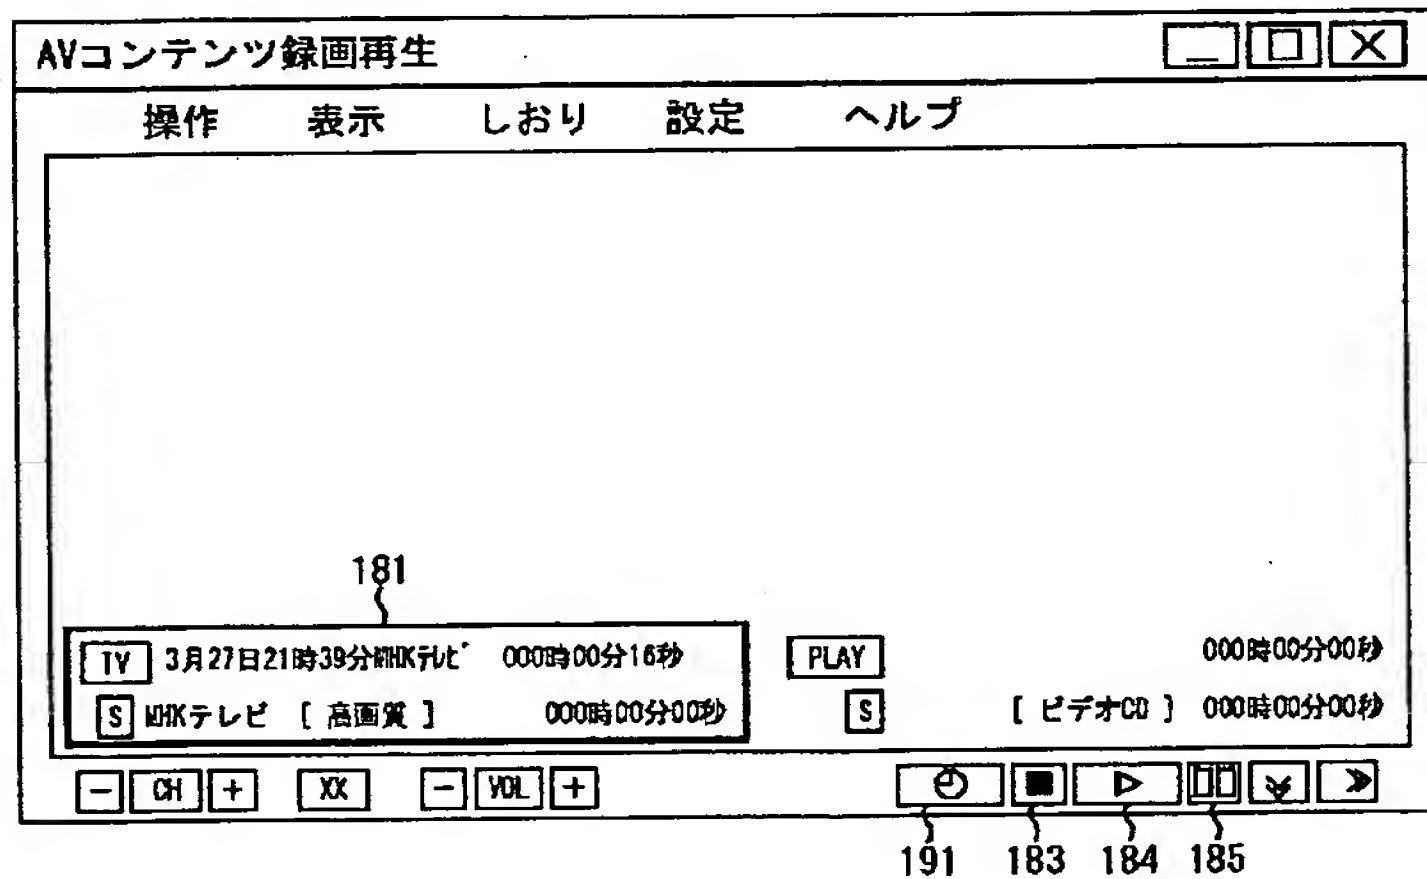 AVコンテンツ録画再生
操作 表示 しおり 設定 ヘルプ
181
TV 3月27日21時39分WHKテレビ 000時00分16秒 PLAY 000時00分00秒
S WHKテレビ [ 高画質 ] 000時00分00秒 S [ ビデオCD ] 000時00分00秒
- CH + XX - VOL +
191 183 184 185